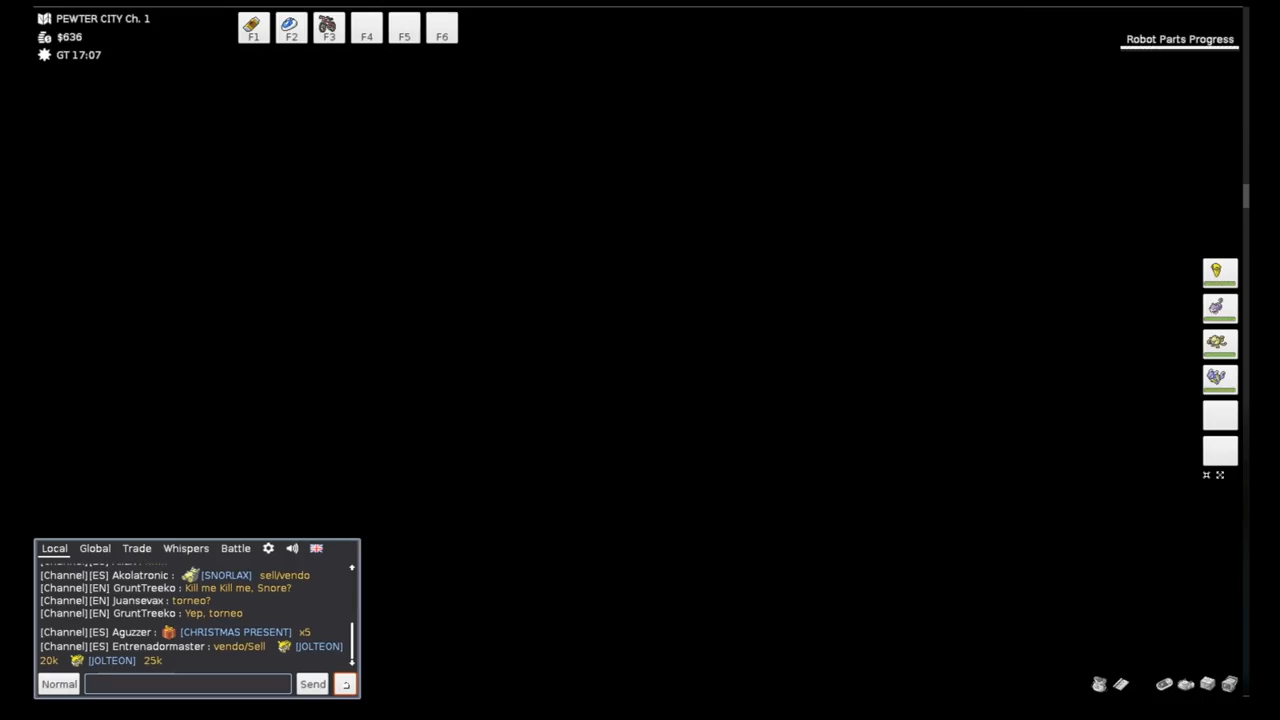 PEWTER CITY Ch. 1
$636
GT 17:07
F1 F2 F3 F4 F5 F6
Robot Parts Progress
Local Global Trade Whispers Battle
[Channel][ES] Akolatronic : [SNORLAX] sell/vendo
[Channel][EN] GruntTreeko : Kill me Kill me, Snore?
[Channel][EN] Juansevax : torneo?
[Channel][EN] GruntTreeko : Yep, torneo
[Channel][ES] Aguzzer : [CHRISTMAS PRESENT] x5
[Channel][ES] Entrenadormaster : vendo/Sell [JOLTEON]
20k [JOLTEON] 25k
Normal Send